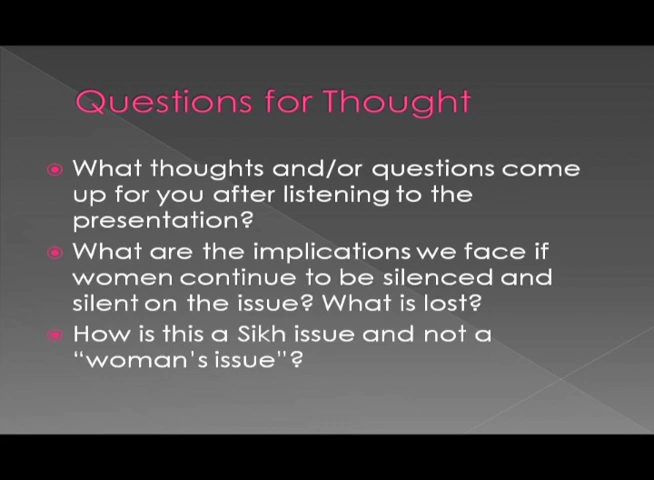 Questions for Thought
What thoughts and/or questions come
up for you after listening to the
presentation?
What are the implications we face if
women continue to be silenced and
silent on the issue? What is lost?
How is this a Sikh issue and not a
“woman's issue”?